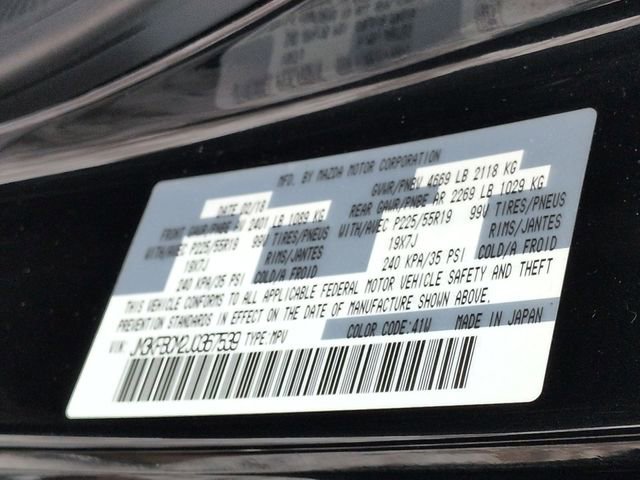 MFD. BY MAZDA MOTOR CORPORATION
DATE 02/18 GVWR/PNBV 4669 LB 2118 KG
FRONT GAWR/PNBE AV 2401 LB 1089 KG REAR GAWR/PNBE AR 2269 LB 1029 KG
WITH/AVEC P225/55R19 99V TIRES/PNEUS WITH/AVEC P225/55R19 99V TIRES/PNEUS
19X7J RIMS/JANTES 19X7J RIMS/JANTES
240 KPA/35 PSI COLD/A FROID 240 KPA/35 PSI COLD/A FROID
THIS VEHICLE CONFORMS TO ALL APPLICABLE FEDERAL MOTOR VEHICLE SAFETY AND THEFT
PREVENTION STANDARDS IN EFFECT ON THE DATE OF MANUFACTURE SHOWN ABOVE.
COLOR CODE:41W MADE IN JAPAN
VIN: JM3KFBCM2J0367539 TYPE:MPV